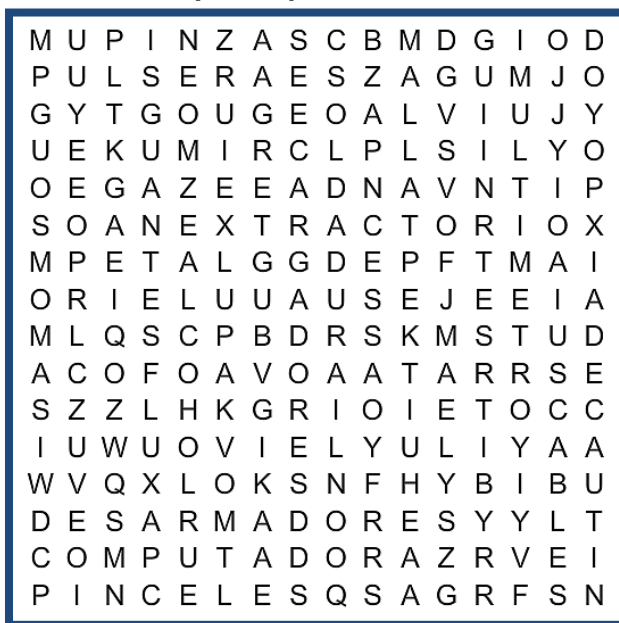 M U P I N Z A S C B M D G I O D
P U L S E R A E S Z A G U M J O
G Y T G O U G E O A L V I U J Y
U E K U M I R C L P L S I L Y O
O E G A Z E E A D N A V N T I P
S O A N E X T R A C T O R I O X
M P E T A L G G D E P F T M A I
O R I E L U U A U S E J E E I A
M L Q S C P B D R S K M S T U D
A C O F O A V O A A T A R R S E
S Z Z L H K G R I O I E T O C C
I U W U O V I E L Y U L I Y A A
W V Q X L O K S N F H Y B I B U
D E S A R M A D O R E S Y Y L T
C O M P U T A D O R A Z R V E I
P I N C E L E S Q S A G R F S N